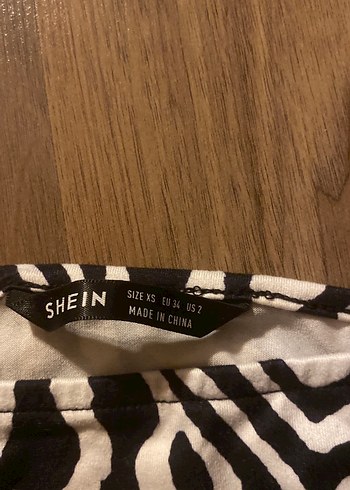 SHEIN
SIZE XS EU 34 US 2
MADE IN CHINA